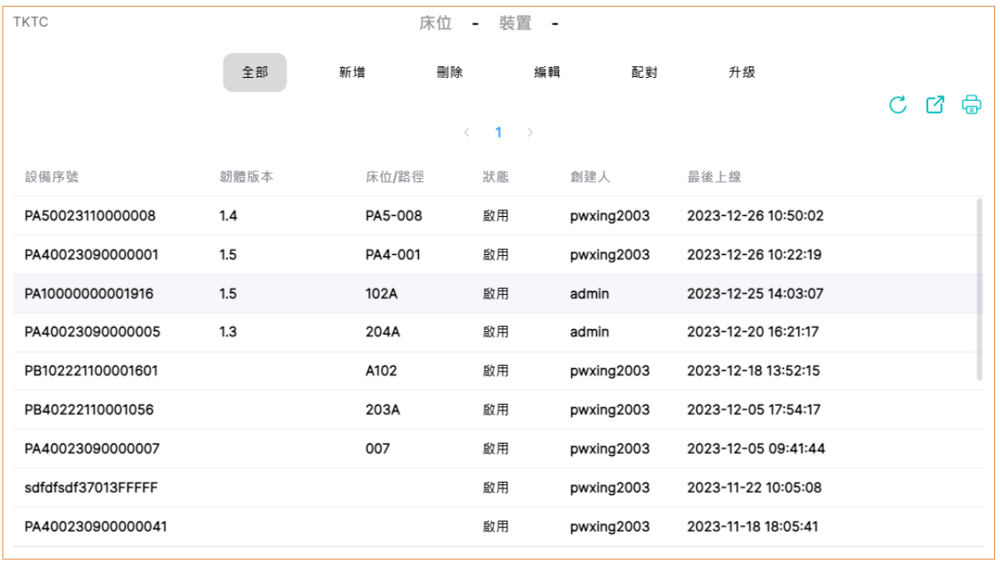 TKTC 床位 - 裝置 -
全部 新增 刪除 編輯 配對 升級
1
設備序號 韌體版本 床位/路徑 狀態 創建人 最後上線
PA50023110000008 1.4 PA5-008 啟用 pwxing2003 2023-12-26 10:50:02
PA40023090000001 1.5 PA4-001 啟用 pwxing2003 2023-12-26 10:22:19
PA10000000001916 1.5 102A 啟用 admin 2023-12-25 14:03:07
PA40023090000005 1.3 204A 啟用 admin 2023-12-20 16:21:17
PB102221100001601 A102 啟用 pwxing2003 2023-12-18 13:52:15
PB40222110001056 203A 啟用 pwxing2003 2023-12-05 17:54:17
PA40023090000007 007 啟用 pwxing2003 2023-12-05 09:41:44
sdfdfsdf37013FFFFF 啟用 pwxing2003 2023-11-22 10:05:08
PA400230900000041 啟用 pwxing2003 2023-11-18 18:05:41